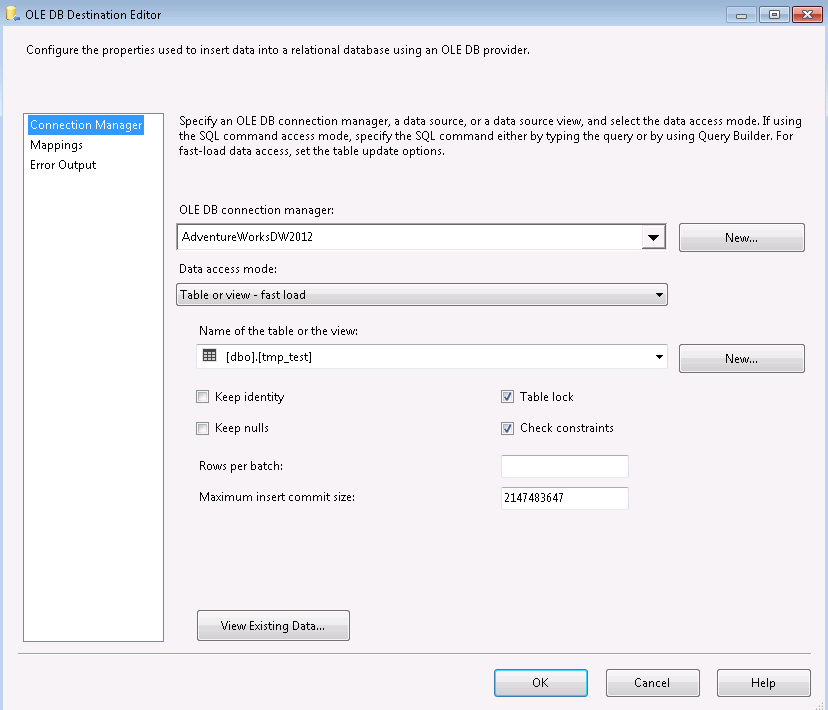 OLE DB Destination Editor
Configure the properties used to insert data into a relational database using an OLE DB provider.
Connection Manager
Mappings
Error Output
Specify an OLE DB connection manager, a data source, or a data source view, and select the data access mode. If using
the SQL command access mode, specify the SQL command either by typing the query or by using Query Builder. For
fast-load data access, set the table update options.
OLE DB connection manager:
AdventureWorksDW2012
New...
Data access mode:
Table or view - fast load
Name of the table or the view:
[dbo].[tmp_test]
New...
Keep identity
Table lock
Keep nulls
Check constraints
Rows per batch:
Maximum insert commit size:
2147483647
View Existing Data...
OK
Cancel
Help